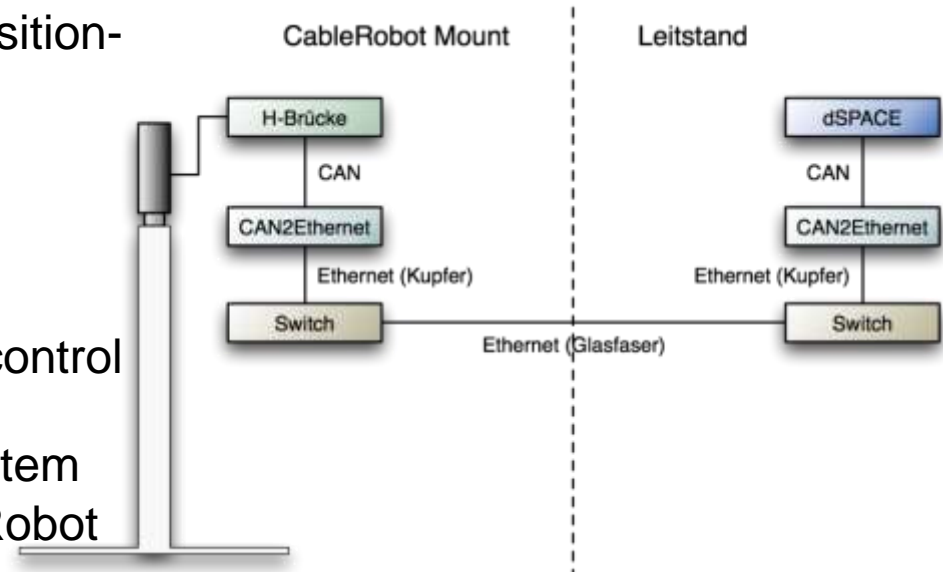 sition-
control
tem
Robot
CableRobot Mount
Leitstand
H-Brücke
dSPACE
CAN
CAN
CAN2Ethernet
CAN2Ethernet
Ethernet (Kupfer)
Ethernet (Kupfer)
Switch
Switch
Ethernet (Glasfaser)